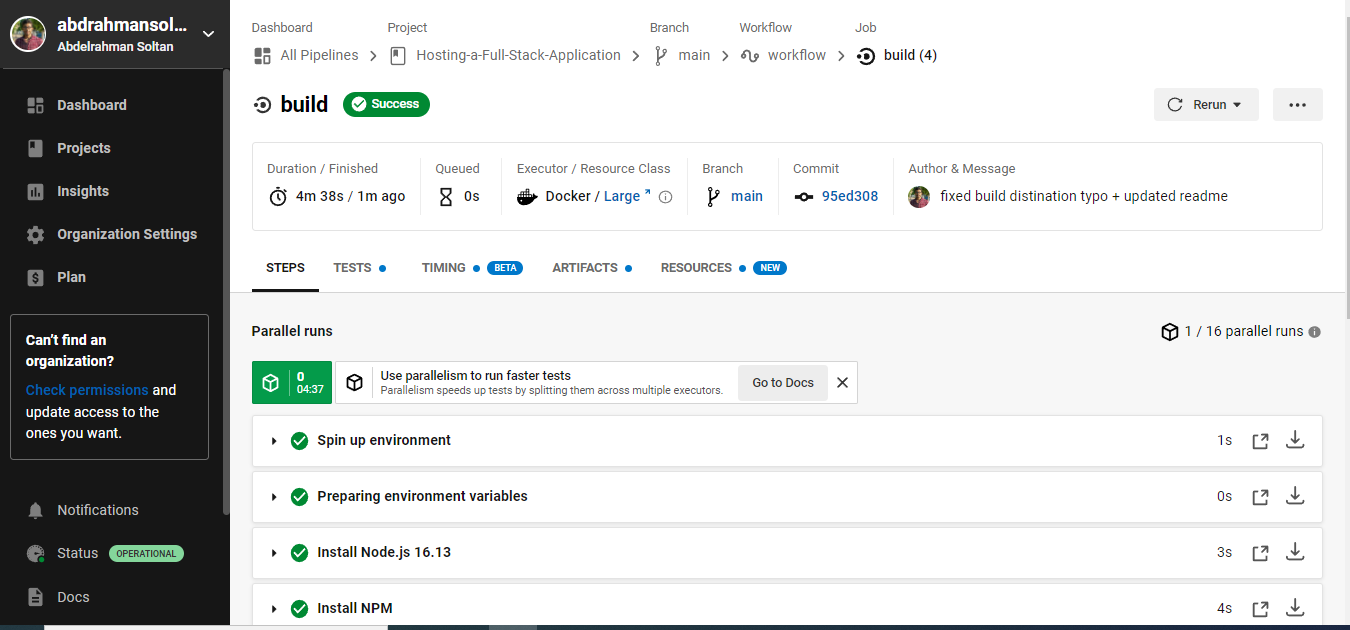 abdrahmansol...
Abdelrahman Soltan
Dashboard
Projects
Insights
Organization Settings
Plan
Can't find an
organization?
Check permissions and
update access to the
ones you want.
Notifications
Status OPERATIONAL
Docs
Dashboard Project Branch Workflow Job
All Pipelines Hosting-a-Full-Stack-Application main workflow build (4)
build Success Rerun
Duration / Finished Queued Executor / Resource Class Branch Commit Author & Message
4m 38s / 1m ago 0s Docker / Large main 95ed308 fixed build distination typo + updated readme
STEPS TESTS TIMING BETA ARTIFACTS RESOURCES NEW
Parallel runs 1 / 16 parallel runs
0
04:37
Use parallelism to run faster tests
Parallelism speeds up tests by splitting them across multiple executors.
Go to Docs
Spin up environment 1s
Preparing environment variables 0s
Install Node.js 16.13 3s
Install NPM 4s